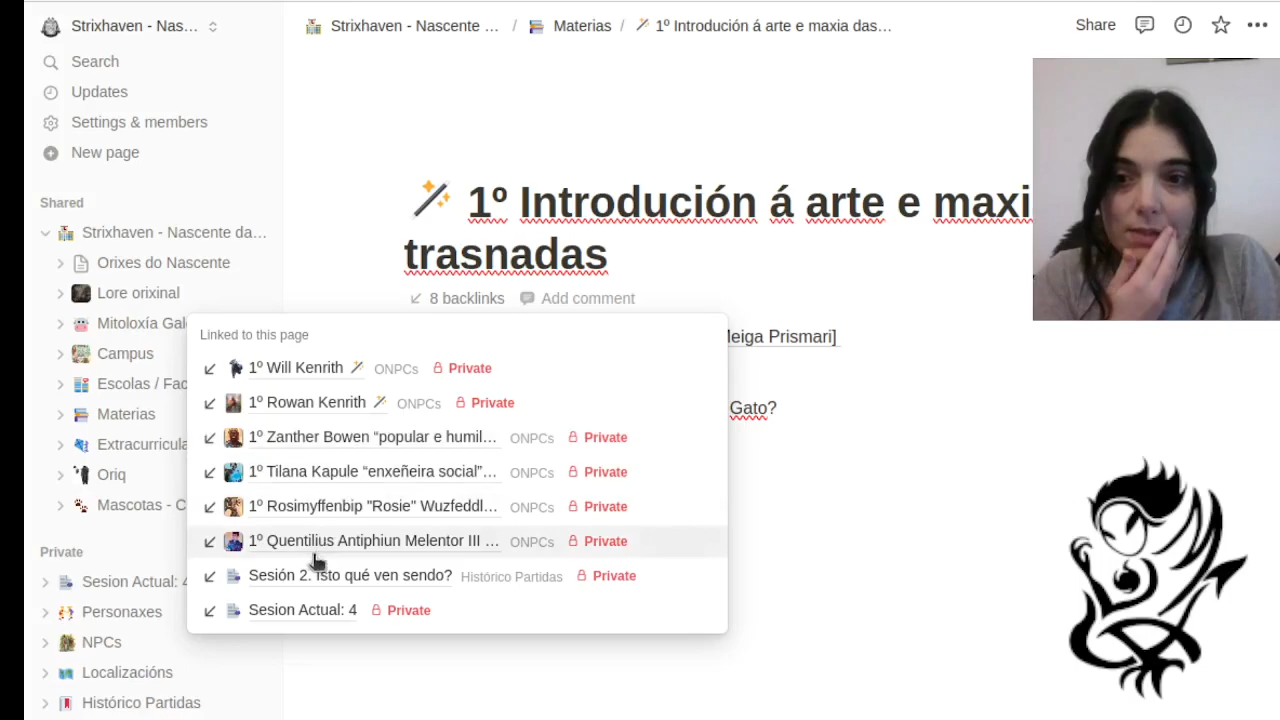 Strixhaven - Nas…
Search
Updates
Settings & members
New page
Shared
Strixhaven - Nascente da…
Orixes do Nascente
Lore orixinal
Mitoloxía Gal
Campus
Escolas / Fac
Materias
Extracurricula
Oriq
Mascotas - C
Private
Sesion Actual: 4
Personaxes
NPCs
Localizacións
Histórico Partidas
Strixhaven - Nascente … / Materias / 1º Introdución á arte e maxia das…
Share
1º Introdución á arte e maxi
trasnadas
8 backlinks Add comment
Meiga Prismari]
Gato?
Linked to this page
1º Will Kenrith ONPCs Private
1º Rowan Kenrith ONPCs Private
1º Zanther Bowen “popular e humil… ONPCs Private
1º Tilana Kapule “enxeñeira social”… ONPCs Private
1º Rosimyffenbip "Rosie" Wuzfeddl… ONPCs Private
1º Quentilius Antiphiun Melentor III … ONPCs Private
Sesión 2. Isto qué ven sendo? Histórico Partidas Private
Sesion Actual: 4 Private